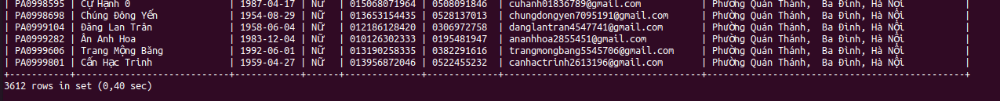 | PA0998595 | Cự Hạnh 0 | 1987-04-17 | Nữ | 015068071964 | 0508091846 | cuhanh01836789@gmail.com | Phường Quán Thánh,  Ba Đình, Hà Nội |
| PA0998698 | Chúng Đông Yến | 1954-08-29 | Nữ | 013653154435 | 0528137013 | chungdongyen7095191@gmail.com | Phường Quán Thánh,  Ba Đình, Hà Nội |
| PA0999104 | Đăng Lan Trân | 1958-06-04 | Nữ | 012186128420 | 0306972758 | danglantran4547741@gmail.com | Phường Quán Thánh,  Ba Đình, Hà Nội |
| PA0999282 | Ân Anh Hoa | 1983-12-04 | Nữ | 010126302333 | 0195481947 | ananhhoa2855451@gmail.com | Phường Quán Thánh,  Ba Đình, Hà Nội |
| PA0999606 | Trang Mộng Băng | 1992-06-01 | Nữ | 013190258335 | 0382291616 | trangmongbang5545706@gmail.com | Phường Quán Thánh,  Ba Đình, Hà Nội |
| PA0999801 | Cấn Hạc Trinh | 1959-04-27 | Nữ | 013956872046 | 0522455232 | canhactrinh2613196@gmail.com | Phường Quán Thánh,  Ba Đình, Hà Nội |
3612 rows in set (0,40 sec)